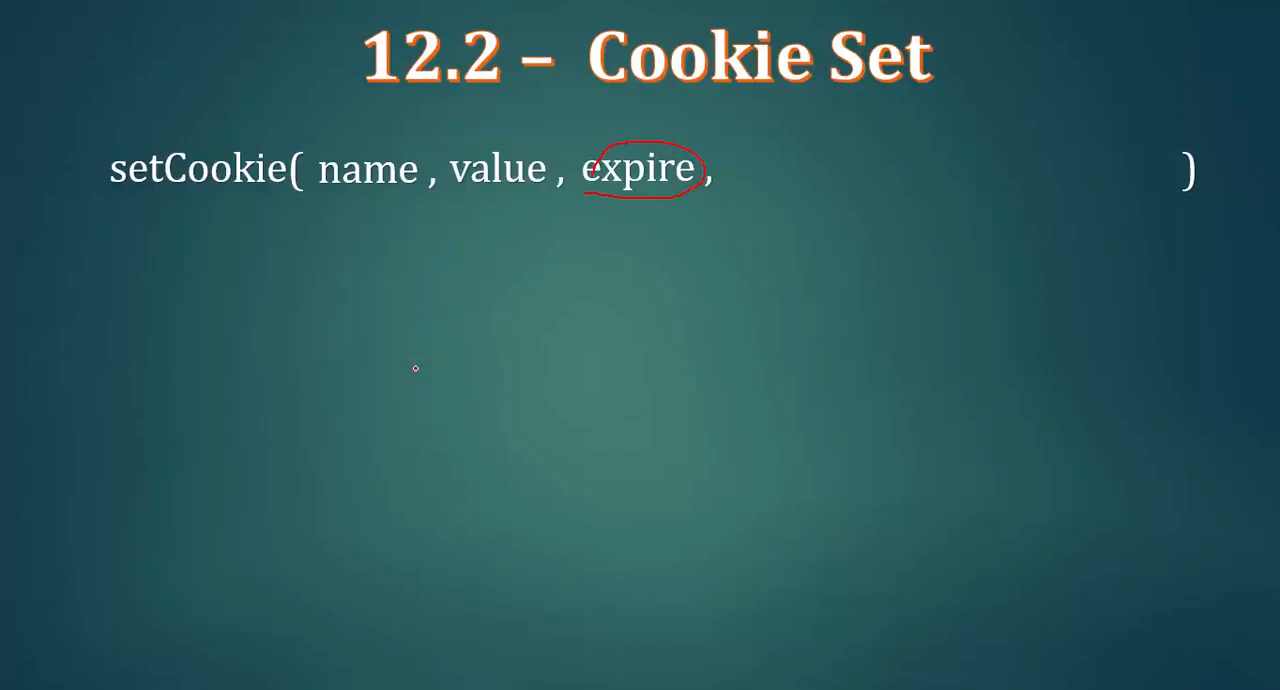 12.2 – Cookie Set
setCookie( name , value , expire , )